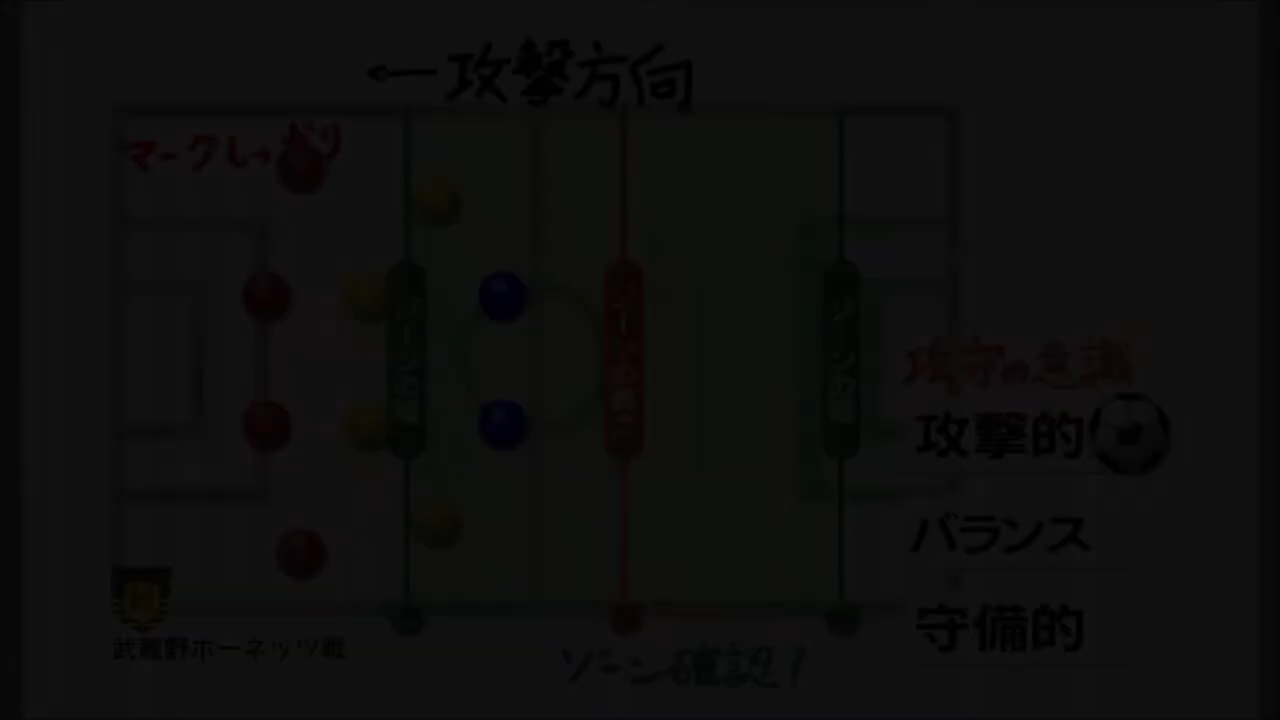 ←攻撃方向
マークしっかり
攻守の意識
攻撃的
バランス
守備的
武蔵野ホーネッツ戦
ゾーン確認!